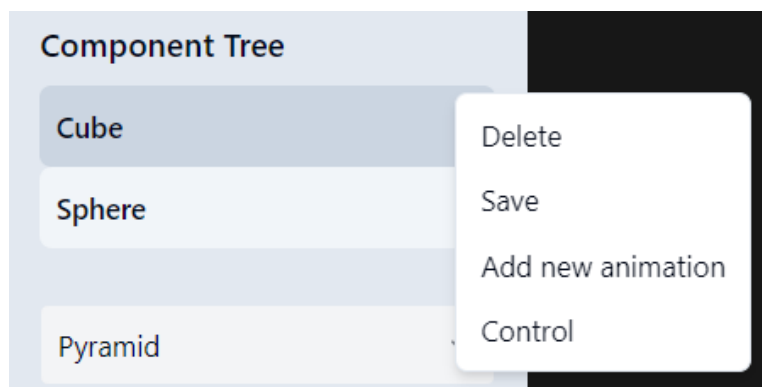 Component Tree
Cube
Sphere
Pyramid
Delete
Save
Add new animation
Control